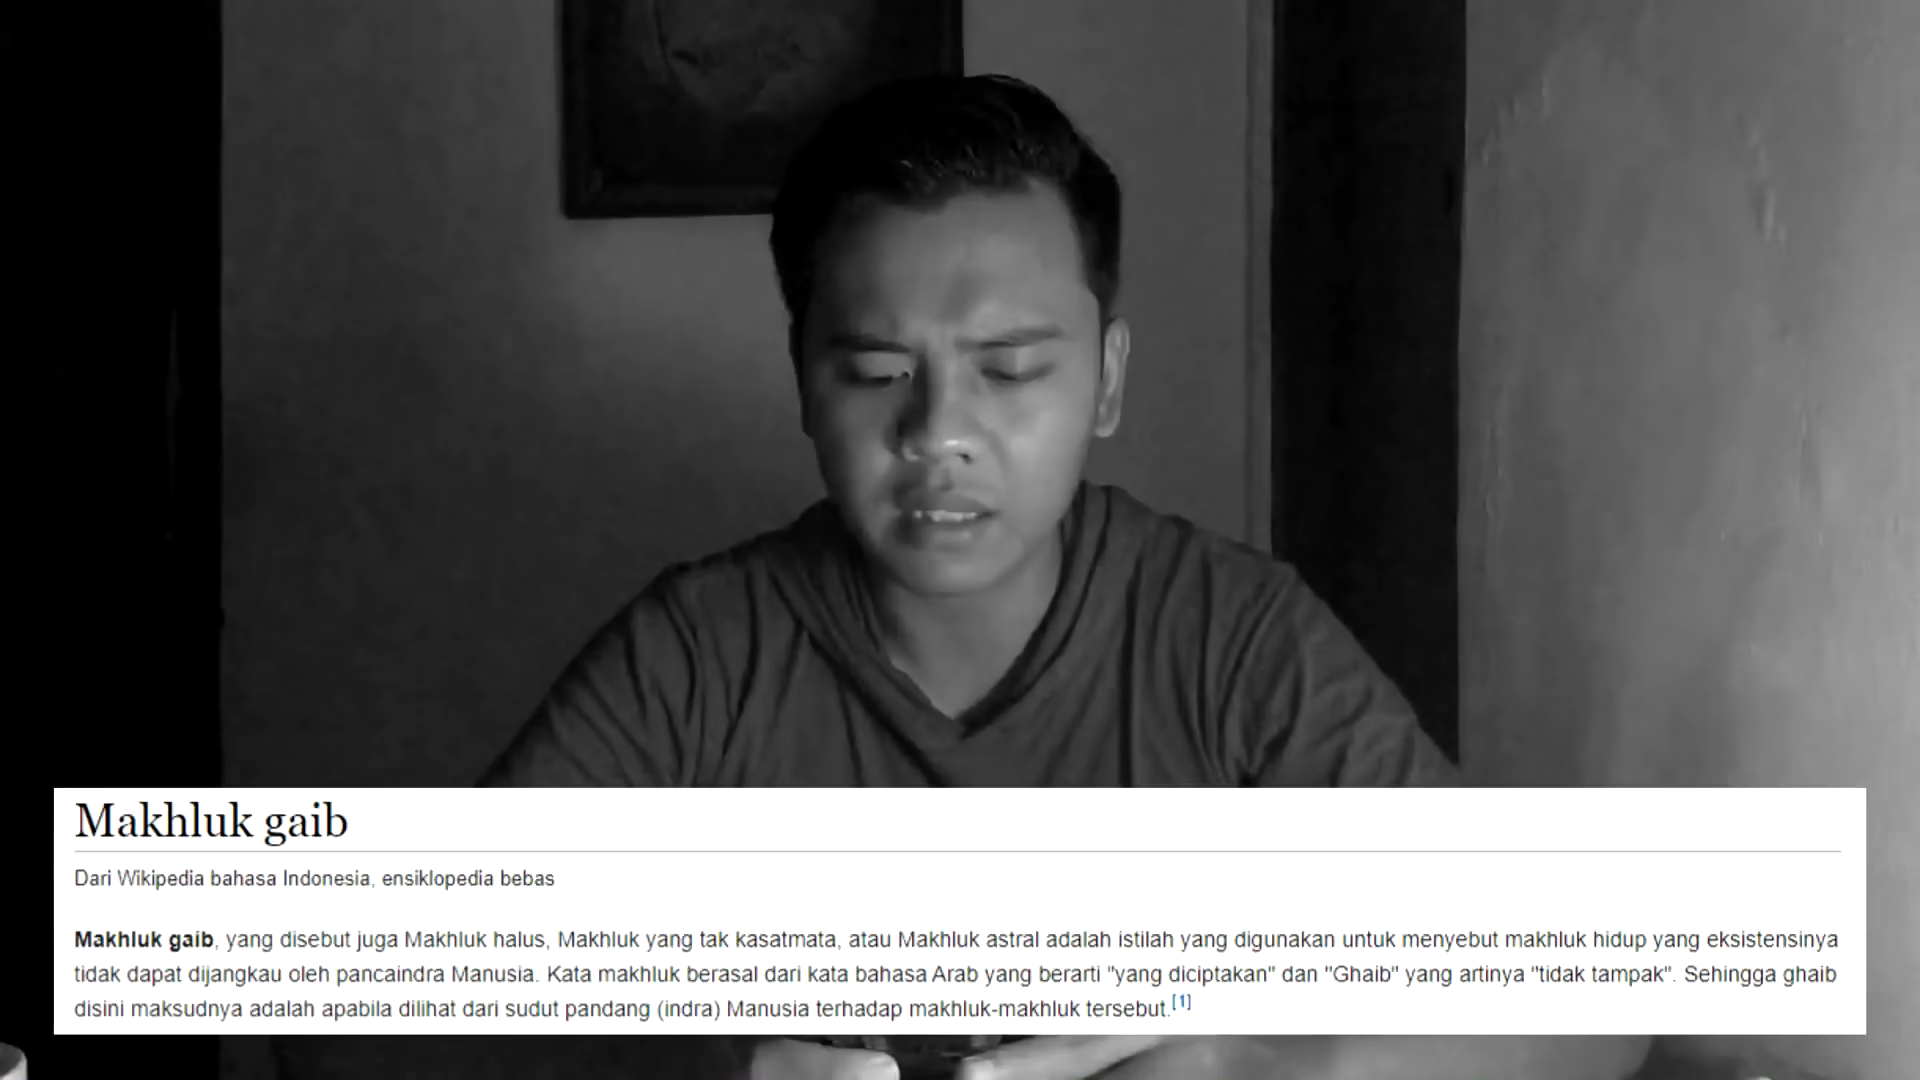 Makhluk gaib
Dari Wikipedia bahasa Indonesia, ensiklopedia bebas
Makhluk gaib, yang disebut juga Makhluk halus, Makhluk yang tak kasatmata, atau Makhluk astral adalah istilah yang digunakan untuk menyebut makhluk hidup yang eksistensinya
tidak dapat dijangkau oleh pancaindra Manusia. Kata makhluk berasal dari kata bahasa Arab yang berarti "yang diciptakan" dan "Ghaib" yang artinya "tidak tampak". Sehingga ghaib
disini maksudnya adalah apabila dilihat dari sudut pandang (indra) Manusia terhadap makhluk-makhluk tersebut.[1]